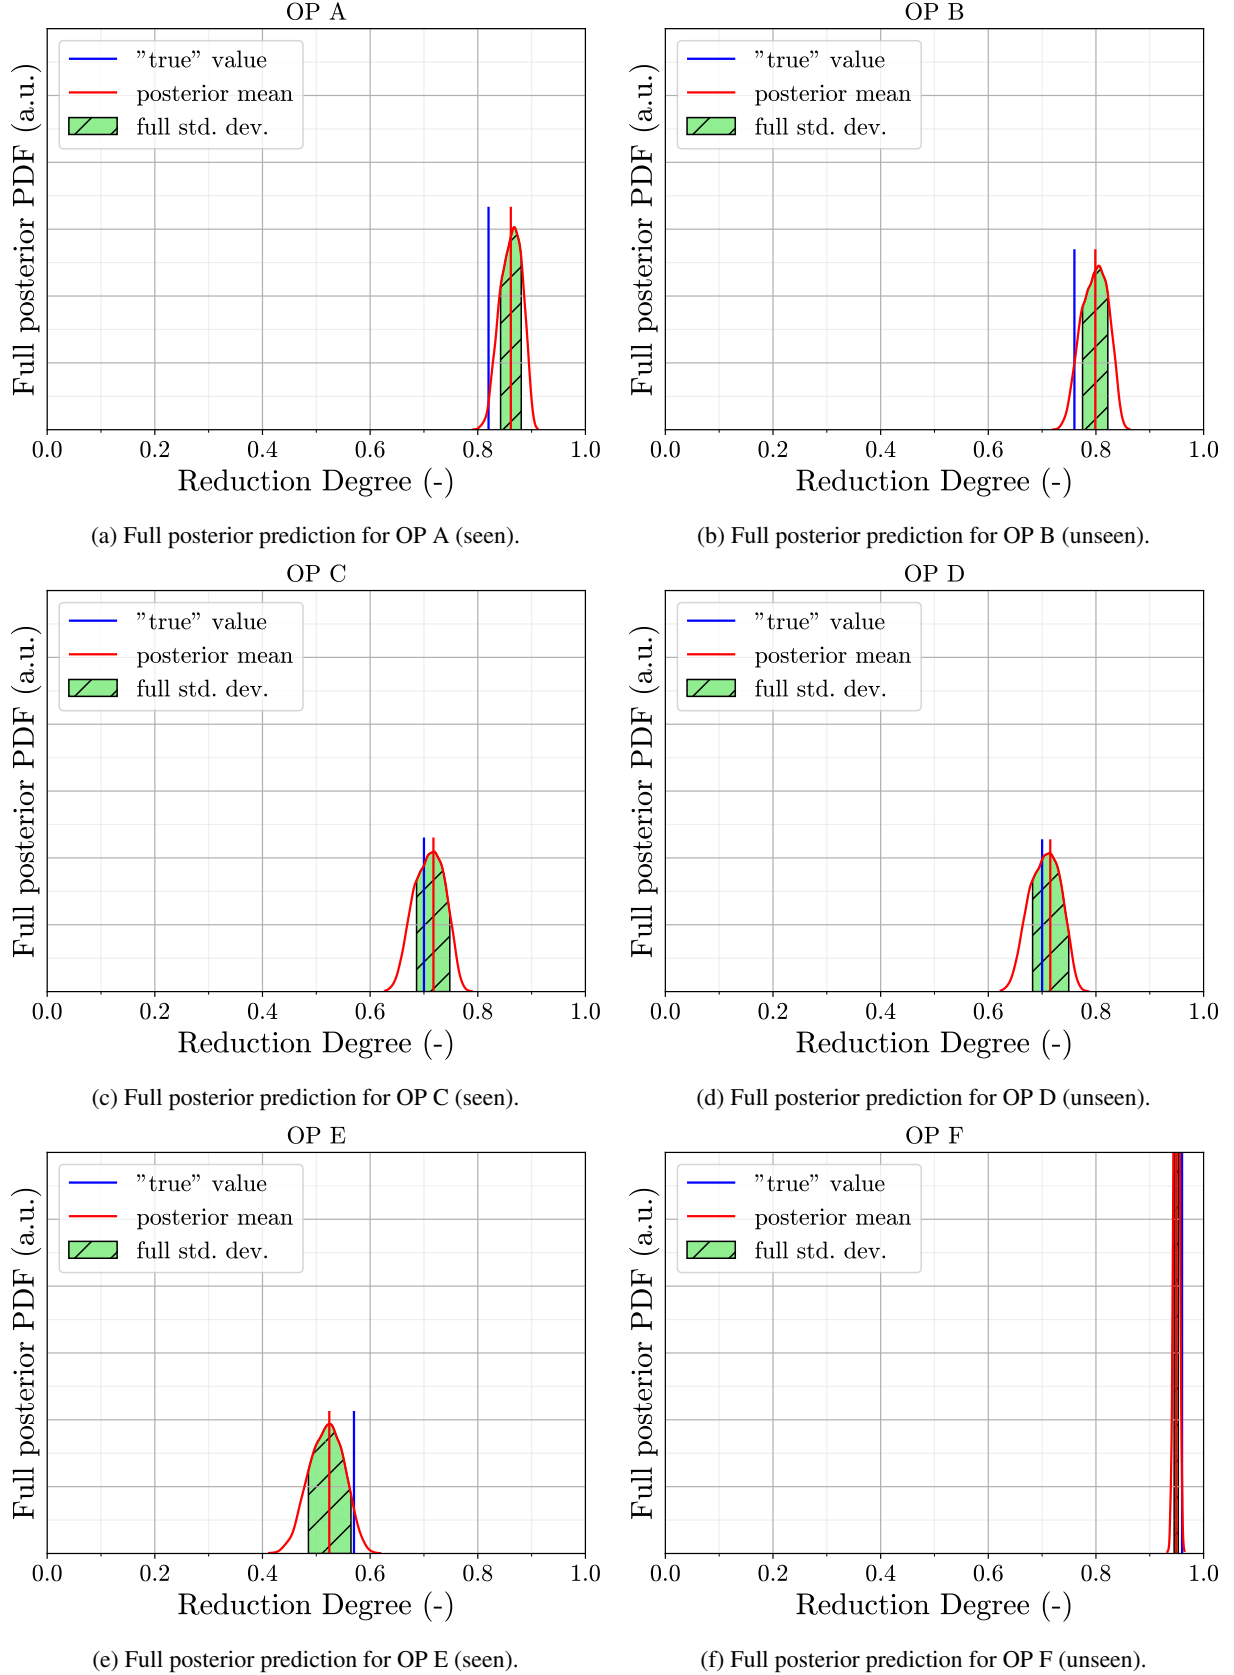 OP A
OP B
Full posterior PDF (a.u.)
"true" value
posterior mean
full std. dev.
0.0 0.2 0.4 0.6 0.8 1.0
Reduction Degree (-)
Full posterior PDF (a.u.)
"true" value
posterior mean
full std. dev.
0.0 0.2 0.4 0.6 0.8 1.0
Reduction Degree (-)
(a) Full posterior prediction for OP A (seen).
(b) Full posterior prediction for OP B (unseen).
OP C
OP D
Full posterior PDF (a.u.)
"true" value
posterior mean
full std. dev.
0.0 0.2 0.4 0.6 0.8 1.0
Reduction Degree (-)
Full posterior PDF (a.u.)
"true" value
posterior mean
full std. dev.
0.0 0.2 0.4 0.6 0.8 1.0
Reduction Degree (-)
(c) Full posterior prediction for OP C (seen).
(d) Full posterior prediction for OP D (unseen).
OP E
OP F
Full posterior PDF (a.u.)
"true" value
posterior mean
full std. dev.
0.0 0.2 0.4 0.6 0.8 1.0
Reduction Degree (-)
Full posterior PDF (a.u.)
"true" value
posterior mean
full std. dev.
0.0 0.2 0.4 0.6 0.8 1.0
Reduction Degree (-)
(e) Full posterior prediction for OP E (seen).
(f) Full posterior prediction for OP F (unseen).